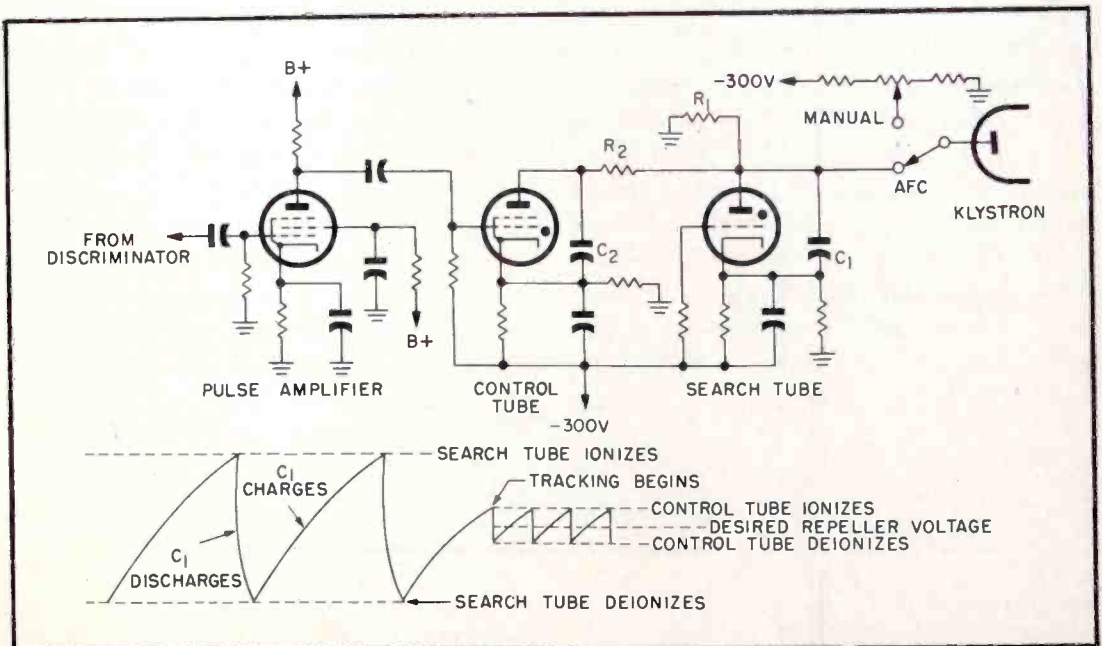 B+
-300V
MANUAL
R1
R2
AFC
KLYSTRON
FROM
DISCRIMINATOR
C2
C1
B+
PULSE AMPLIFIER
CONTROL
TUBE
SEARCH TUBE
-300V
SEARCH TUBE IONIZES
C1
CHARGES
TRACKING BEGINS
CONTROL TUBE IONIZES
DESIRED REPELLER VOLTAGE
CONTROL TUBE DEIONIZES
C1
DISCHARGES
SEARCH TUBE DEIONIZES